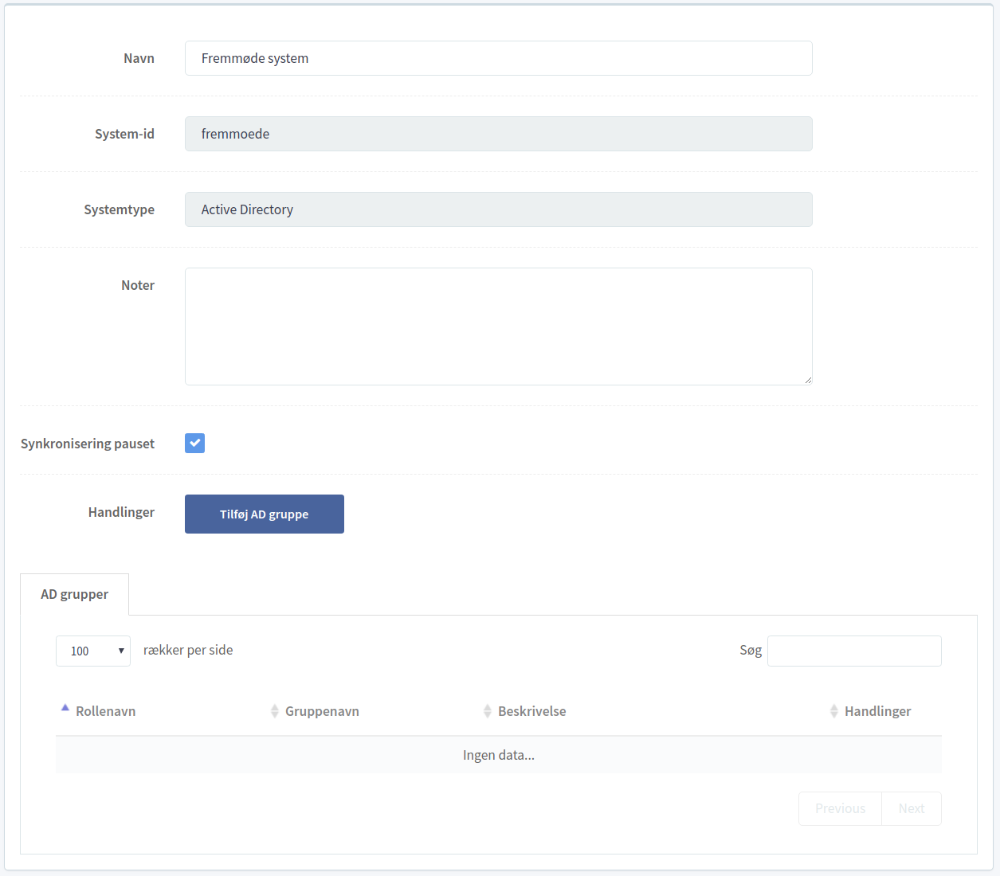 Navn
Fremmøde system
System-id
fremmoede
Systemtype
Active Directory
Noter
Synkronisering pauset
Handlinger
Tilføj AD gruppe
AD grupper
100 rækker per side
Søg
Rollenavn Gruppenavn Beskrivelse Handlinger
Ingen data...
Previous Next